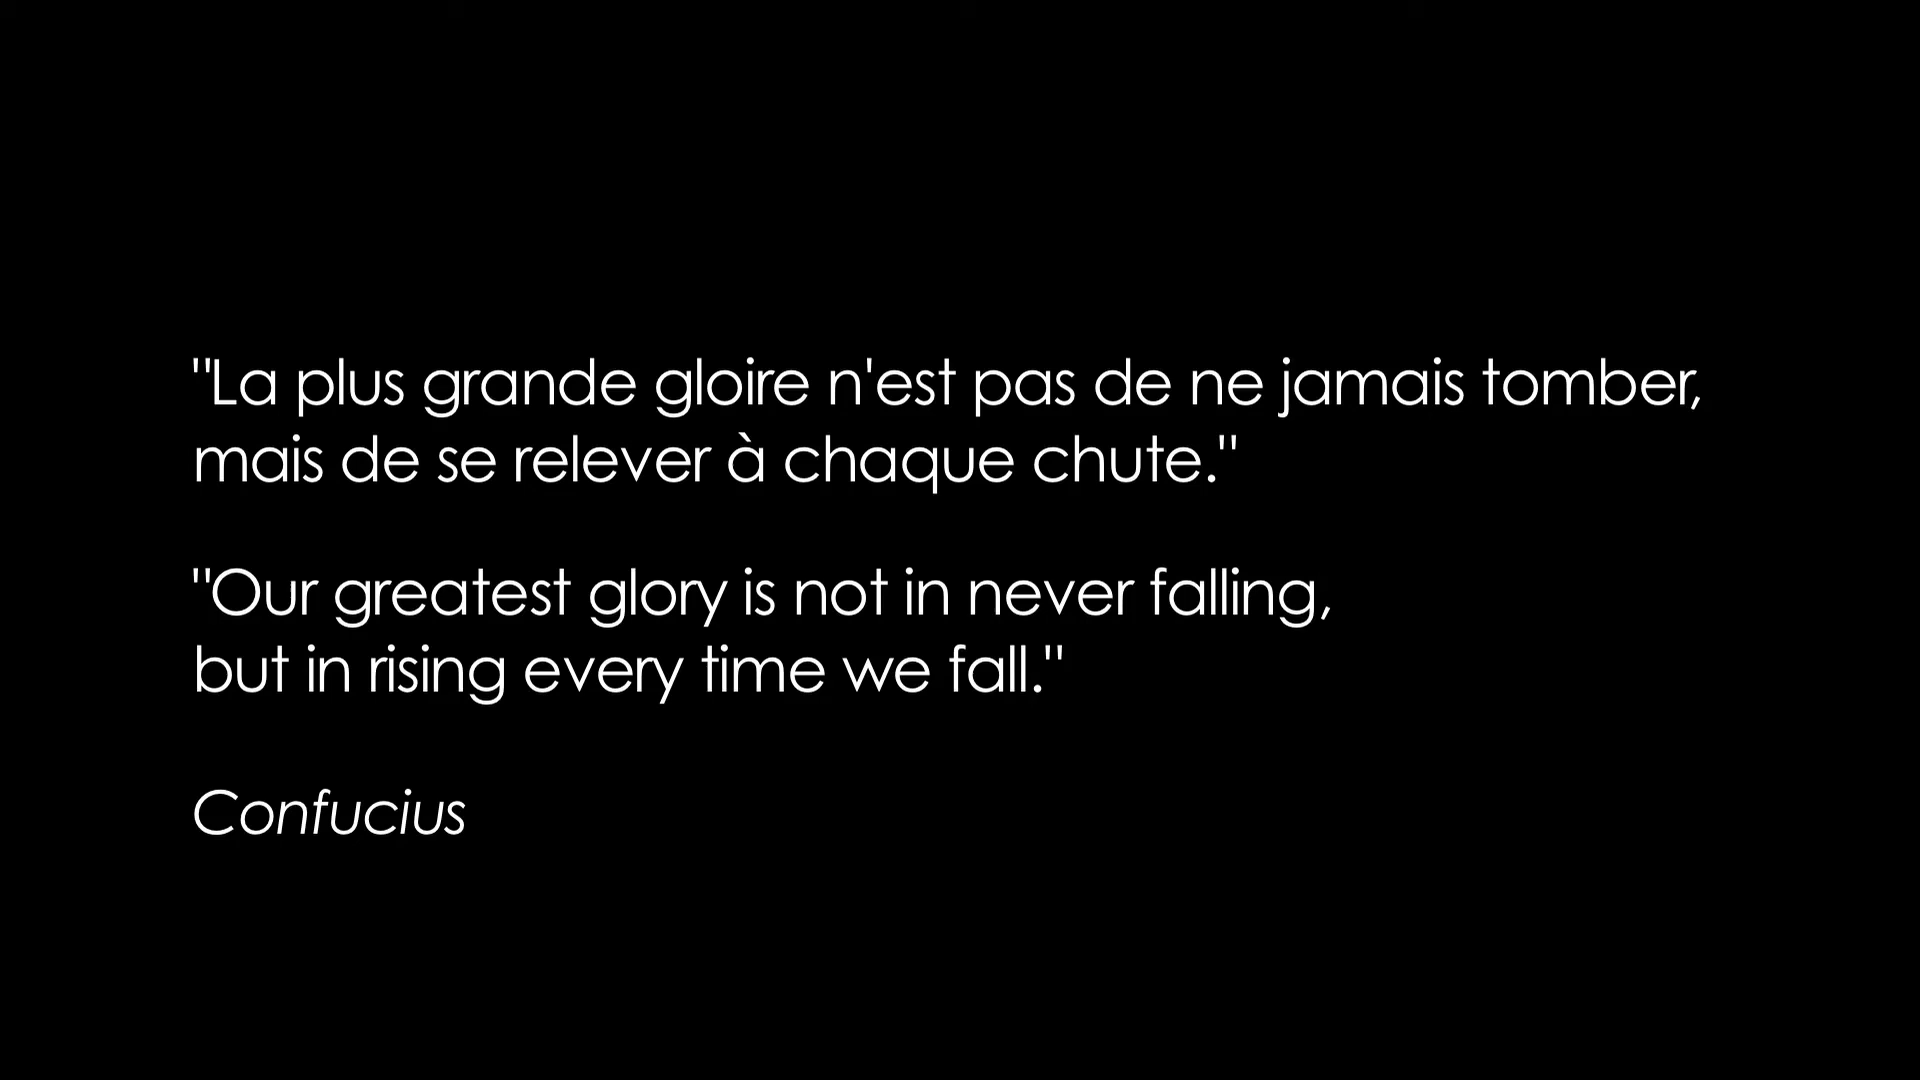 "La plus grande gloire n'est pas de ne jamais tomber,
mais de se relever à chaque chute."
"Our greatest glory is not in never falling,
but in rising every time we fall."
Confucius